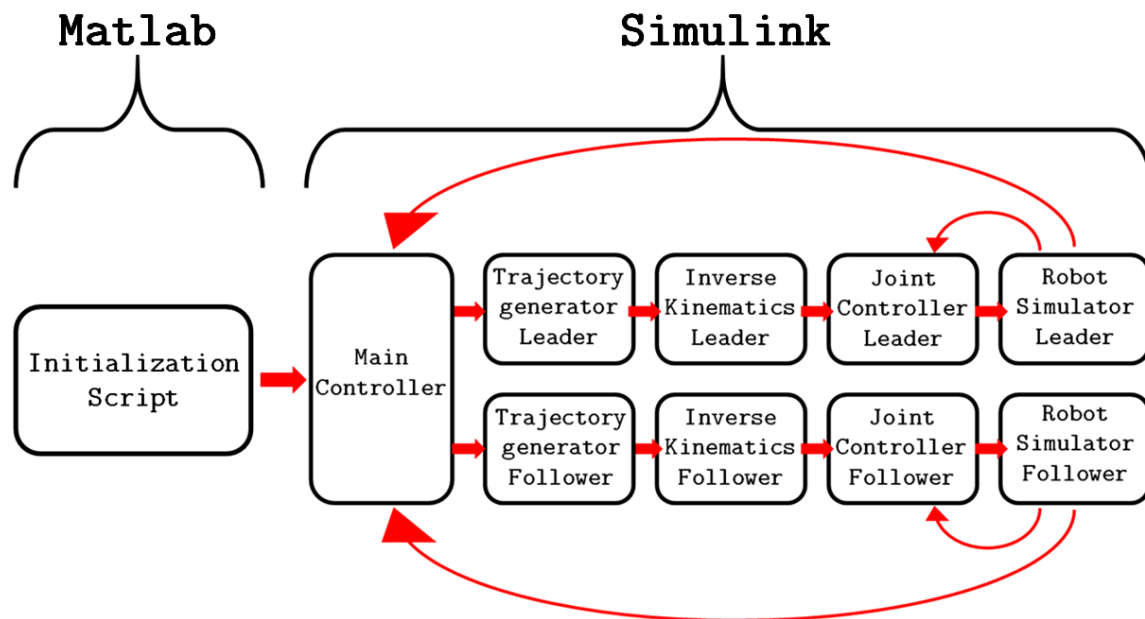 Matlab
Simulink
Initialization
Script
Main
Controller
Trajectory
generator
Leader
Inverse
Kinematics
Leader
Joint
Controller
Leader
Robot
Simulator
Leader
Trajectory
generator
Follower
Inverse
Kinematics
Follower
Joint
Controller
Follower
Robot
Simulator
Follower